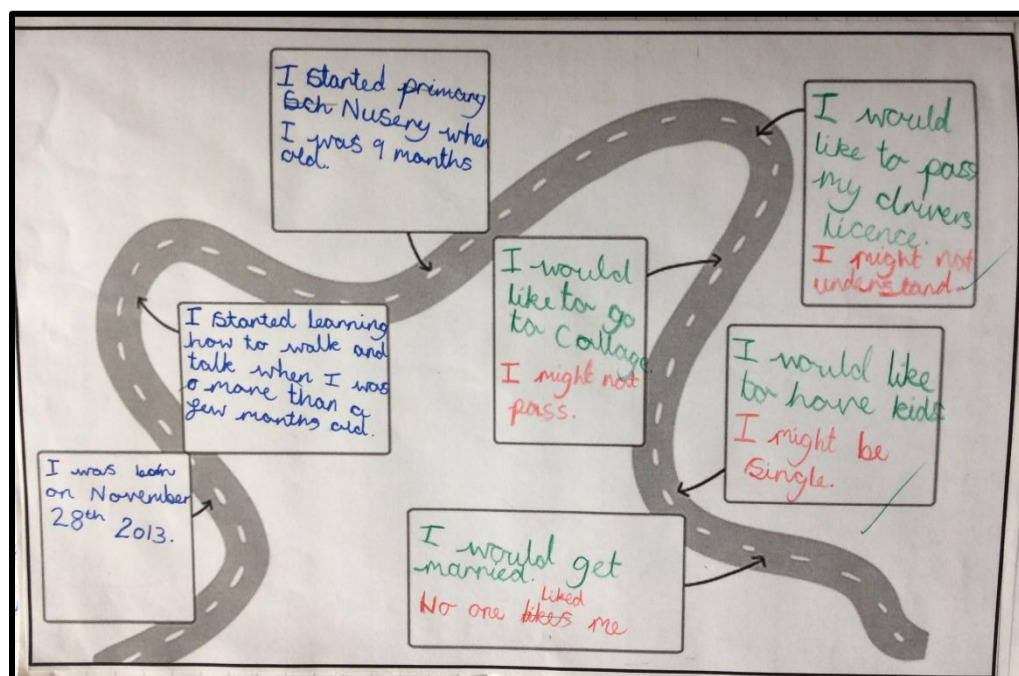 I was born
on November
28th 2013.
I started learning
how to walk and
talk when I was
a more than a
few months old.
I started primary
Sch Nusery when
I was 9 months
old.
I would
like to pass
my drivers
licence.
I might not
understand.
I would
like to go
to Collage
I might not
pass.
I would like
to have kids
I might be
Single.
I would get
married.
No one likes liked me